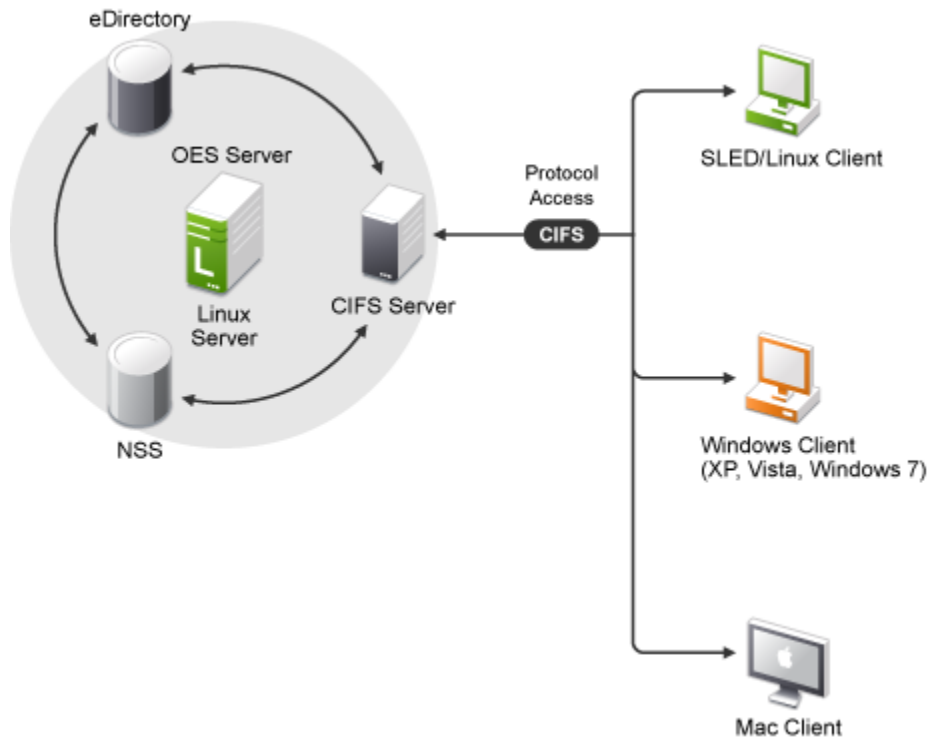 eDirectory
OES Server
L
Linux
Server
CIFS Server
NSS
Protocol
Access
CIFS
SLED/Linux Client
Windows Client
(XP, Vista, Windows 7)
Mac Client